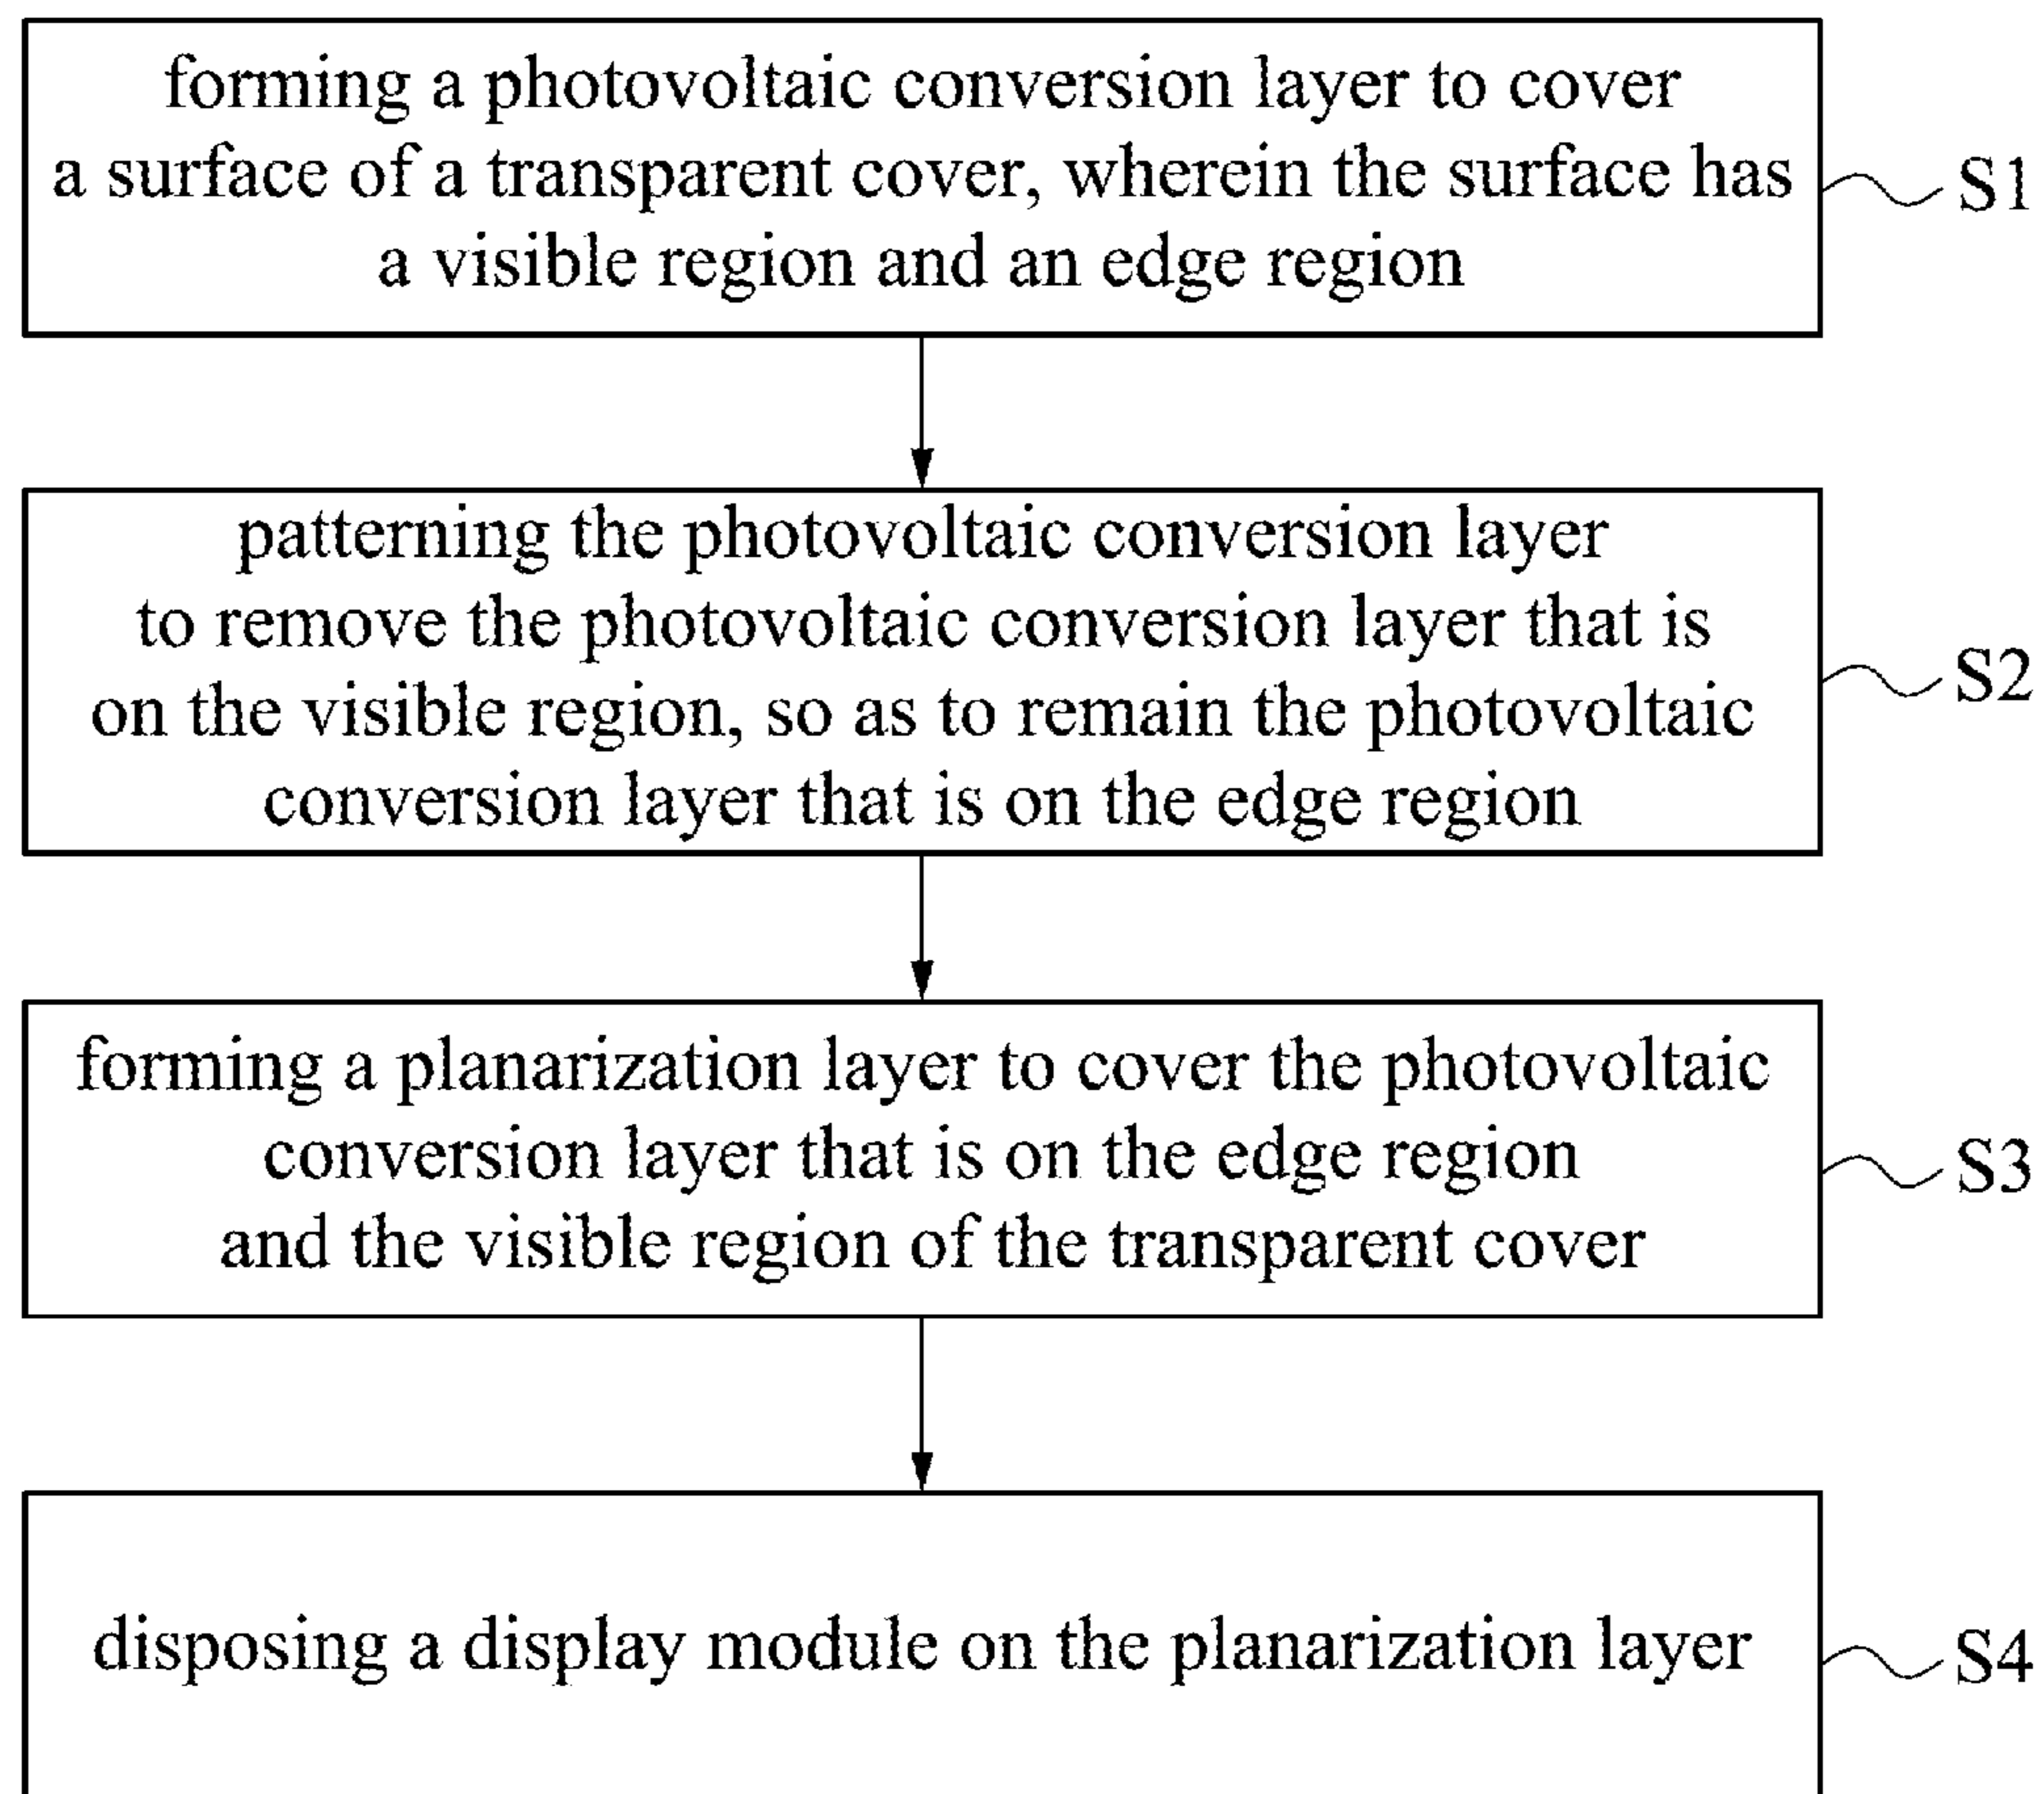 forming a photovoltaic conversion layer to cover
a surface of a transparent cover, wherein the surface has
a visible region and an edge region
S1
patterning the photovoltaic conversion layer
to remove the photovoltaic conversion layer that is
on the visible region, so as to remain the photovoltaic
conversion layer that is on the edge region
S2
forming a planarization layer to cover the photovoltaic
conversion layer that is on the edge region
and the visible region of the transparent cover
S3
disposing a display module on the planarization layer
S4